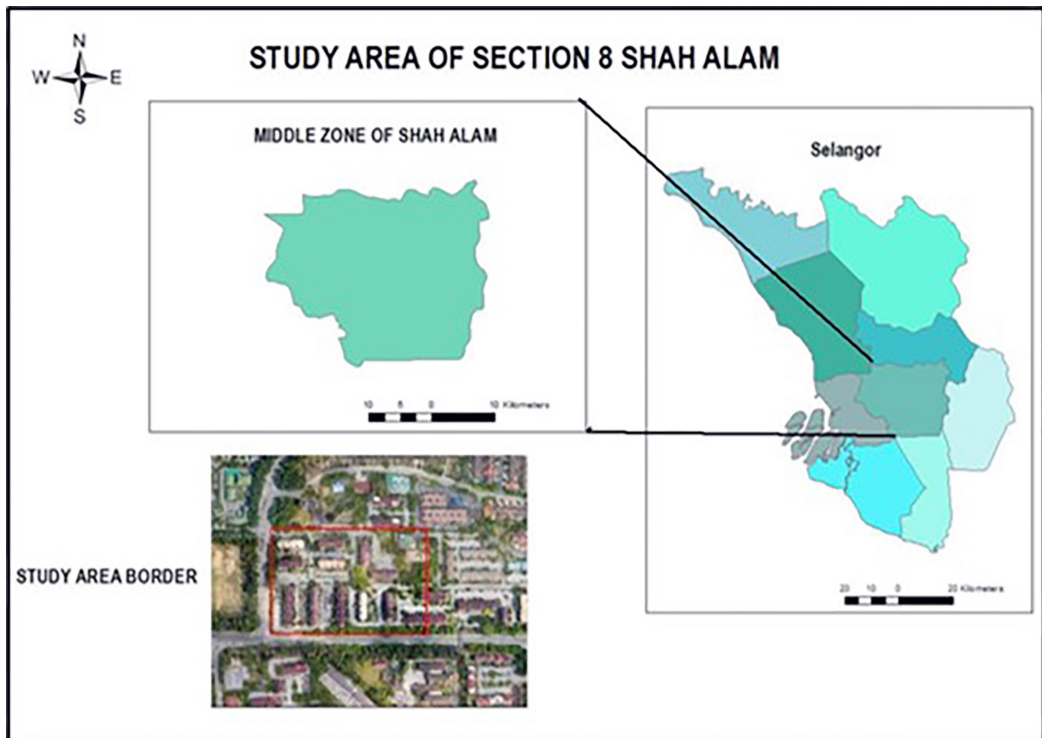 N
STUDY AREA OF SECTION 8 SHAH ALAM
W E
S
MIDDLE ZONE OF SHAH ALAM
Selangor
10 5 0 10 Kilometers
STUDY AREA BORDER
20 10 0 20 Kilometers